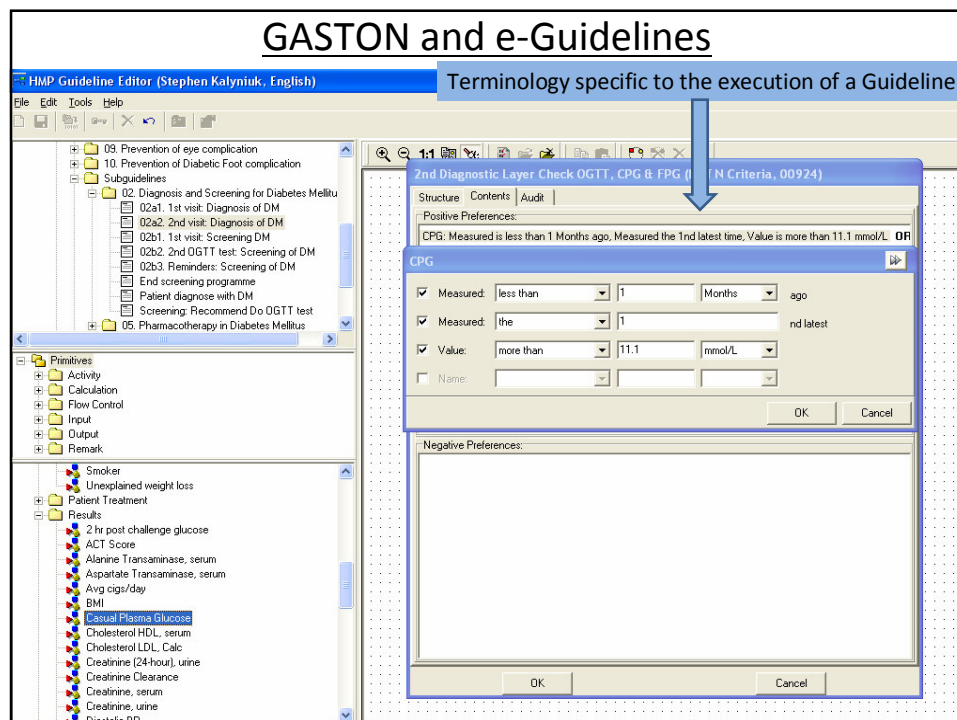 GASTON and e-Guidelines
Terminology specific to the execution of a Guideline
HMP Guideline Editor (Stephen Kalyniuk, English)
File Edit Tools Help
09. Prevention of eye complication
10. Prevention of Diabetic Foot complication
Subguidelines
02. Diagnosis and Screening for Diabetes Mellitu
02a1. 1st visit: Diagnosis of DM
02a2. 2nd visit: Diagnosis of DM
02b1. 1st visit: Screening DM
02b2. 2nd OGTT test: Screening of DM
02b3. Reminders: Screening of DM
End screening programme
Patient diagnose with DM
Screening: Recommend Do OGTT test
05. Pharmacotherapy in Diabetes Mellitus
Primitives
Activity
Calculation
Flow Control
Input
Output
Remark
Smoker
Unexplained weight loss
Patient Treatment
Results
2 hr post challenge glucose
ACT Score
Alanine Transaminase, serum
Aspartate Transaminase, serum
Avg cigs/day
BMI
Casual Plasma Glucose
Cholesterol HDL, serum
Cholesterol LDL, Calc
Creatinine (24-hour), urine
Creatinine Clearance
Creatinine, serum
Creatinine, urine
1:1
2nd Diagnostic Layer Check OGTT, CPG & FPG ( N Criteria, 00924)
Structure Contents Audit
Positive Preferences:
CPG: Measured is less than 1 Months ago, Measured the 1nd latest time, Value is more than 11.1 mmol/L OR
CPG
Measured: less than 1 Months ago
Measured: the 1 nd latest
Value: more than 11.1 mmol/L
Name:
OK Cancel
Negative Preferences:
OK Cancel